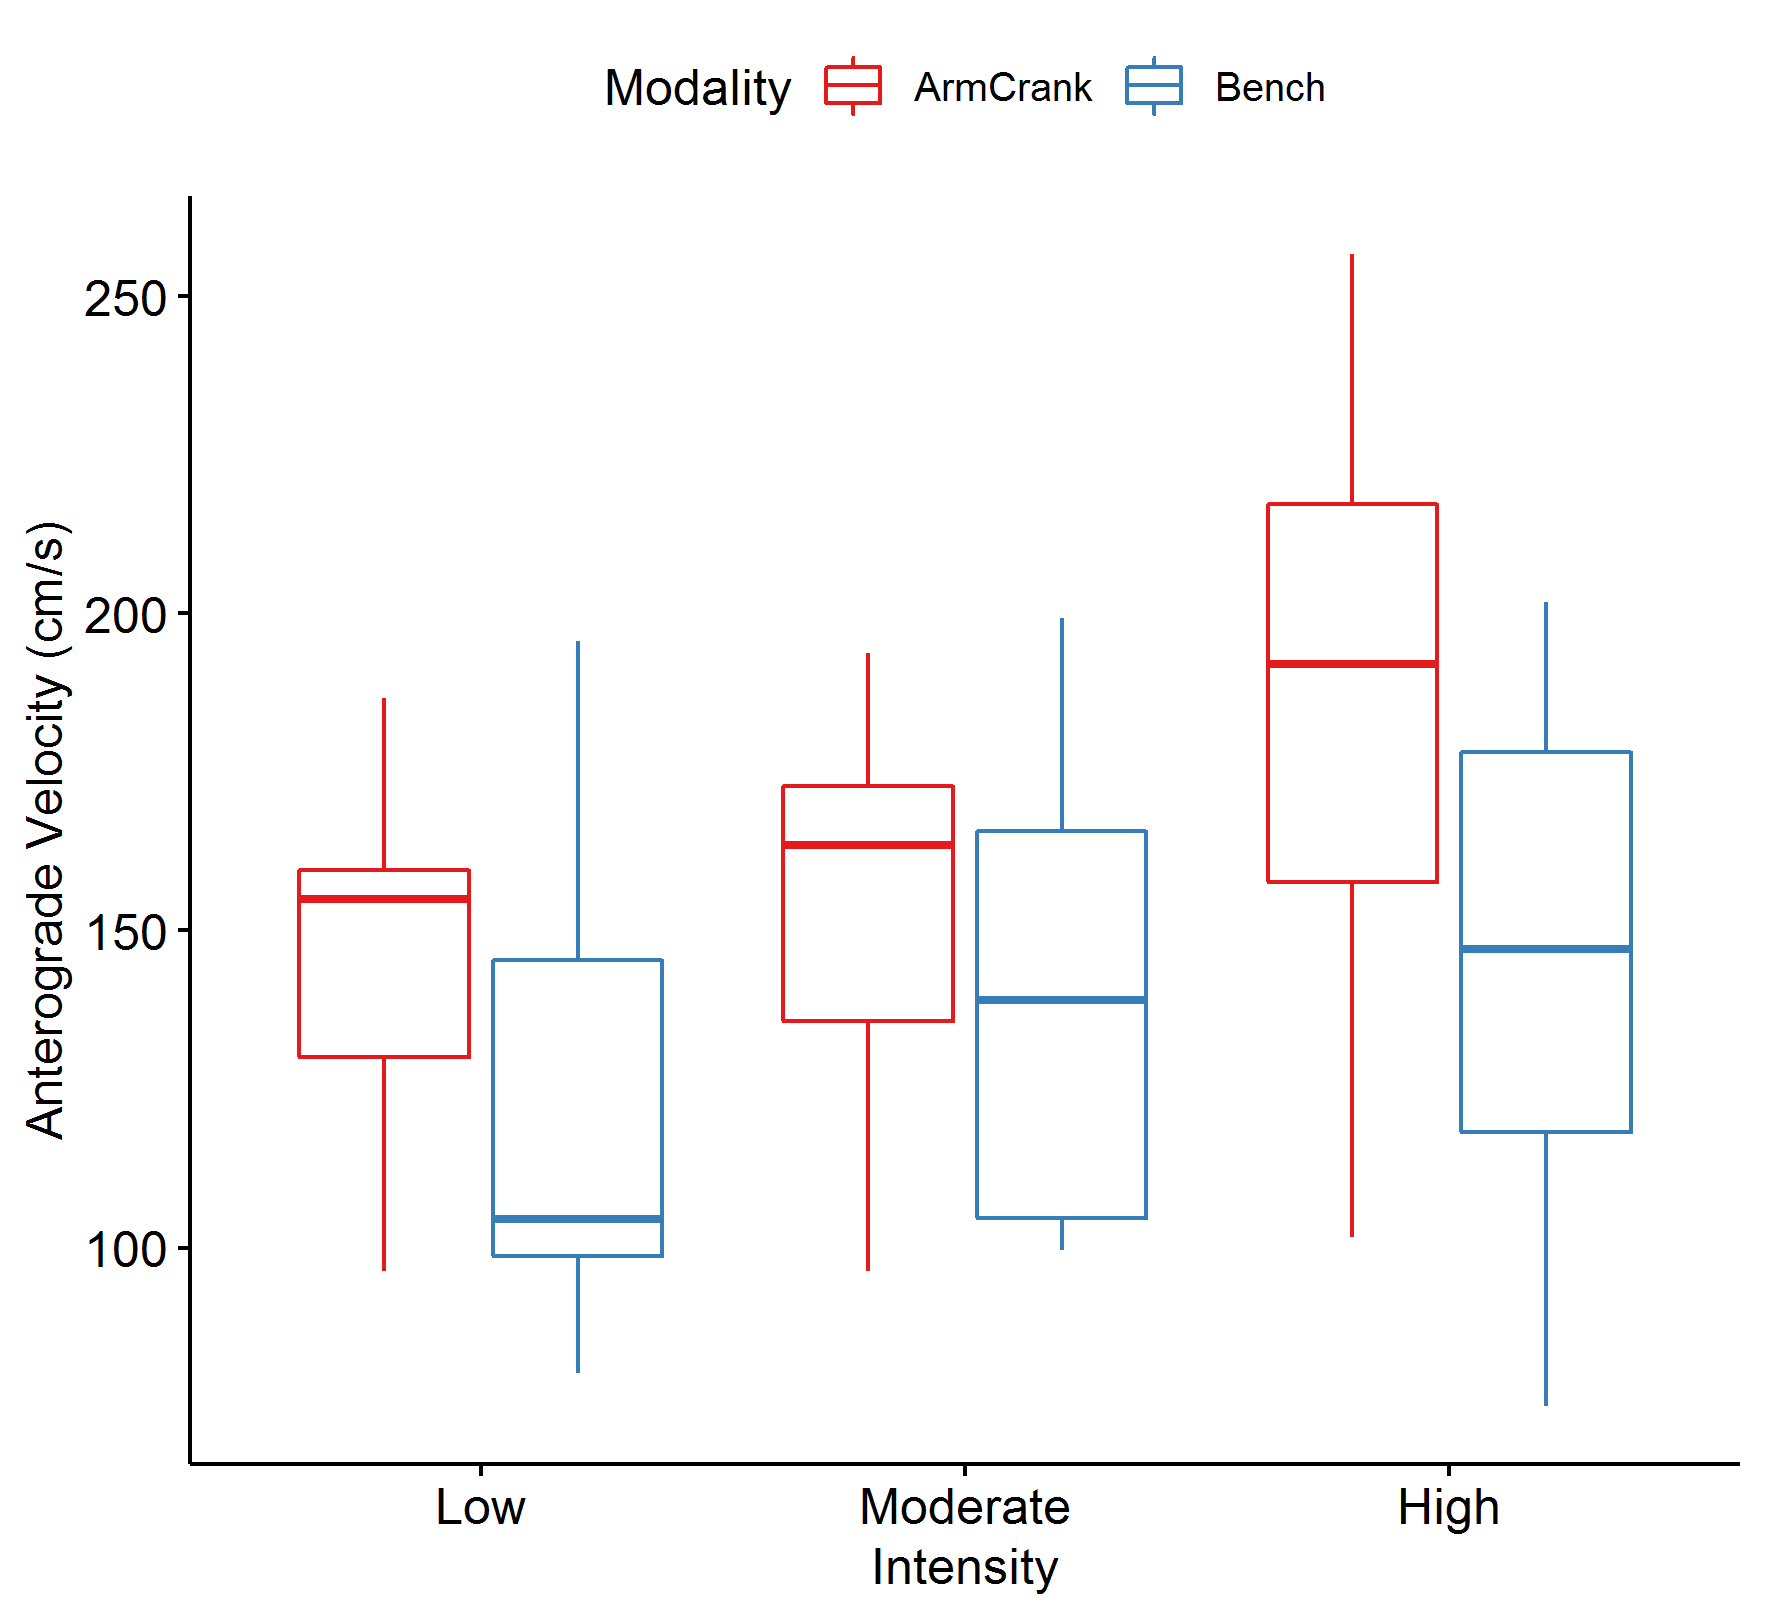 Modality ArmCrank Bench
Anterograde Velocity (cm/s)
250
200
150
100
Low Moderate High
Intensity